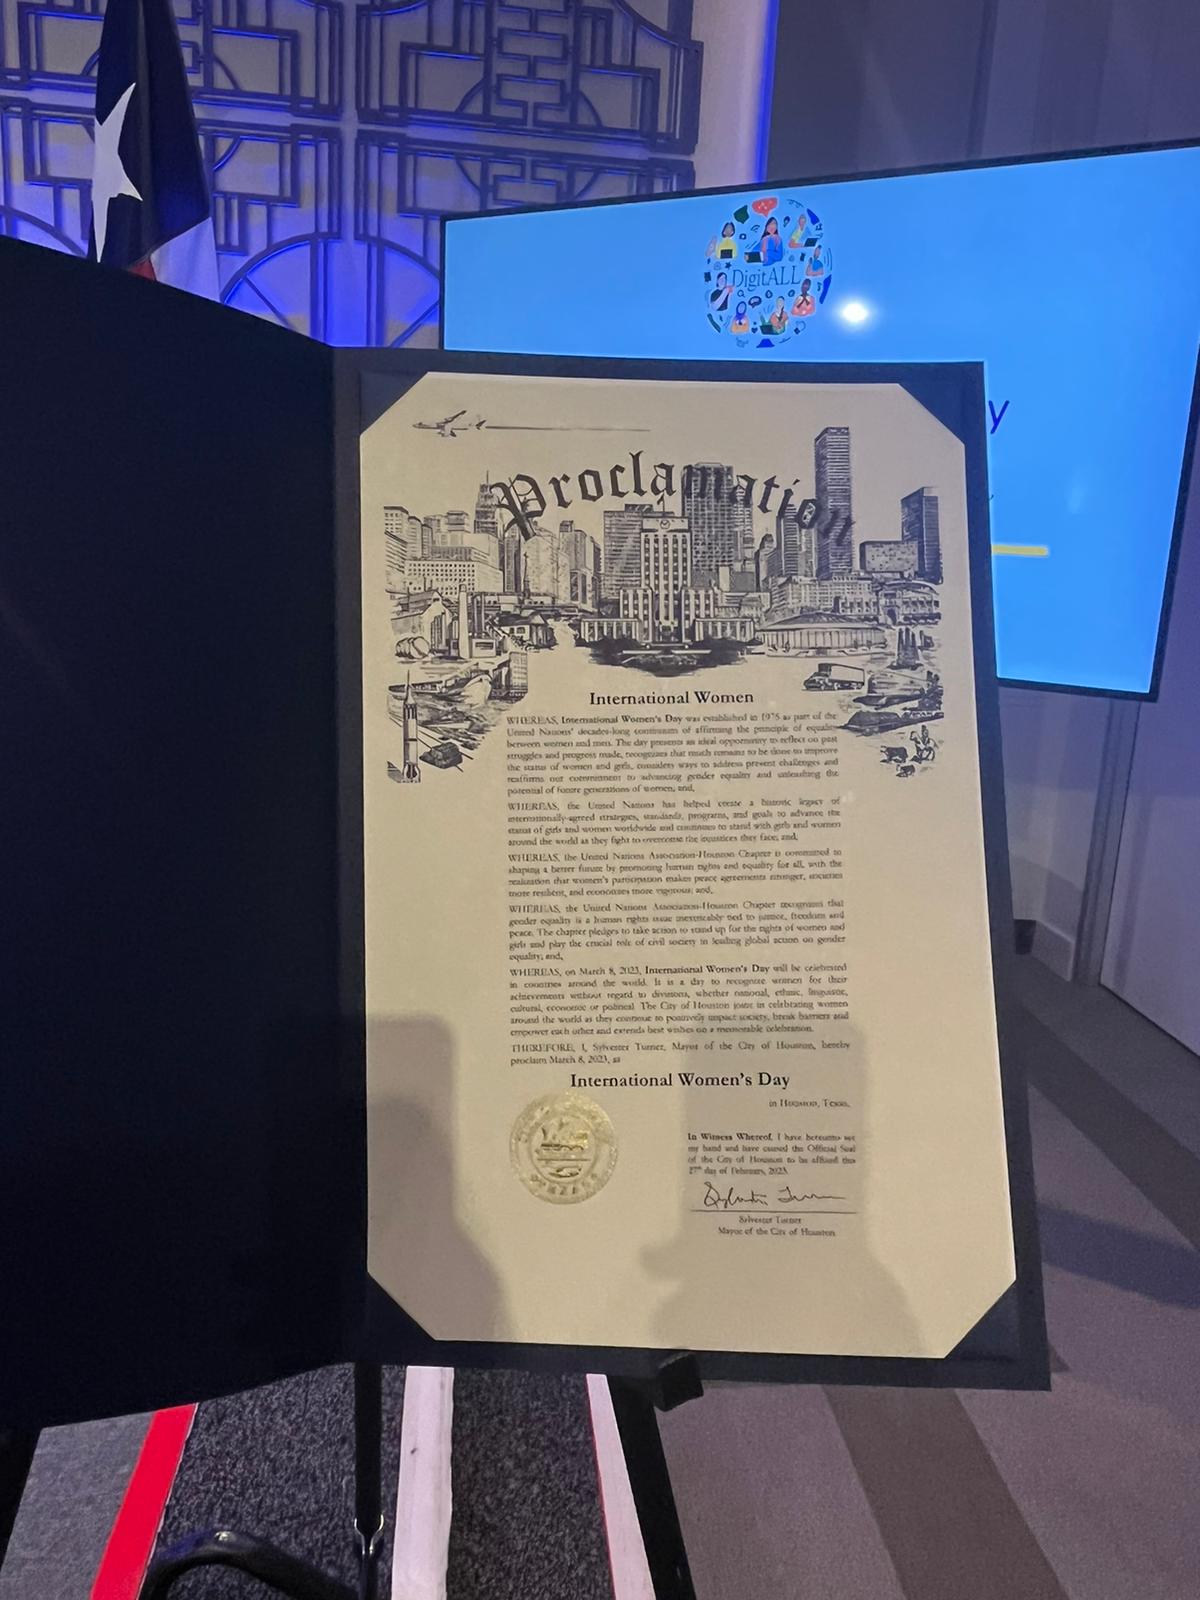 DigitALL
y
Proclamation
International Women
WHEREAS, International Women's Day was established in 1975 as part of the
United Nations' decades-long continuum of affirming the principle of equality
between women and men. The day presents an ideal opportunity to reflect on past
struggles and progress made, recognizes that much remains to be done to improve
the status of women and girls, considers ways to address present challenges and
reaffirms our commitment to advancing gender equality and unleashing the
potential of future generations of women; and,
WHEREAS, the United Nations has helped create a historic legacy of
internationally-agreed strategies, standards, programs, and goals to advance the
status of girls and women worldwide and continues to stand with girls and women
around the world as they fight to overcome the injustices they face; and,
WHEREAS, the United Nations Association-Houston Chapter is committed to
shaping a better future by promoting human rights and equality for all, with the
realization that women's participation makes peace agreements stronger, societies
more resilient, and economies more vigorous; and,
WHEREAS, the United Nations Association-Houston Chapter recognizes that
gender equality is a human rights issue inextricably tied to justice, freedom and
peace. The chapter pledges to take action to stand up for the rights of women and
girls and play the crucial role of civil society in leading global action on gender
equality; and,
WHEREAS, on March 8, 2023, International Women's Day will be celebrated
in countries around the world. It is a day to recognize women for their
achievements without regard to divisions, whether national, ethnic, linguistic,
cultural, economic or political. The City of Houston joins in celebrating women
around the world as they continue to positively impact society, break barriers and
empower each other and extends best wishes on a memorable celebration.
THEREFORE, I, Sylvester Turner, Mayor of the City of Houston, hereby
proclaim March 8, 2023, as
International Women's Day
in Houston, Texas.
In Witness Whereof, I have hereunto set
my hand and have caused the Official Seal
of the City of Houston to be affixed this
27th day of February, 2023.
Sylvester Turner
Sylvester Turner
Mayor of the City of Houston